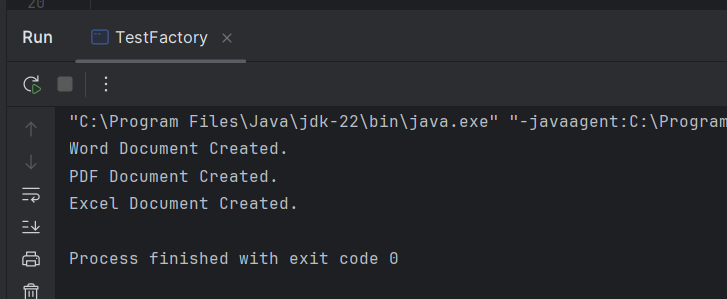 20
Run TestFactory
"C:\Program Files\Java\jdk-22\bin\java.exe" "-javaagent:C:\Program
Word Document Created.
PDF Document Created.
Excel Document Created.
Process finished with exit code 0